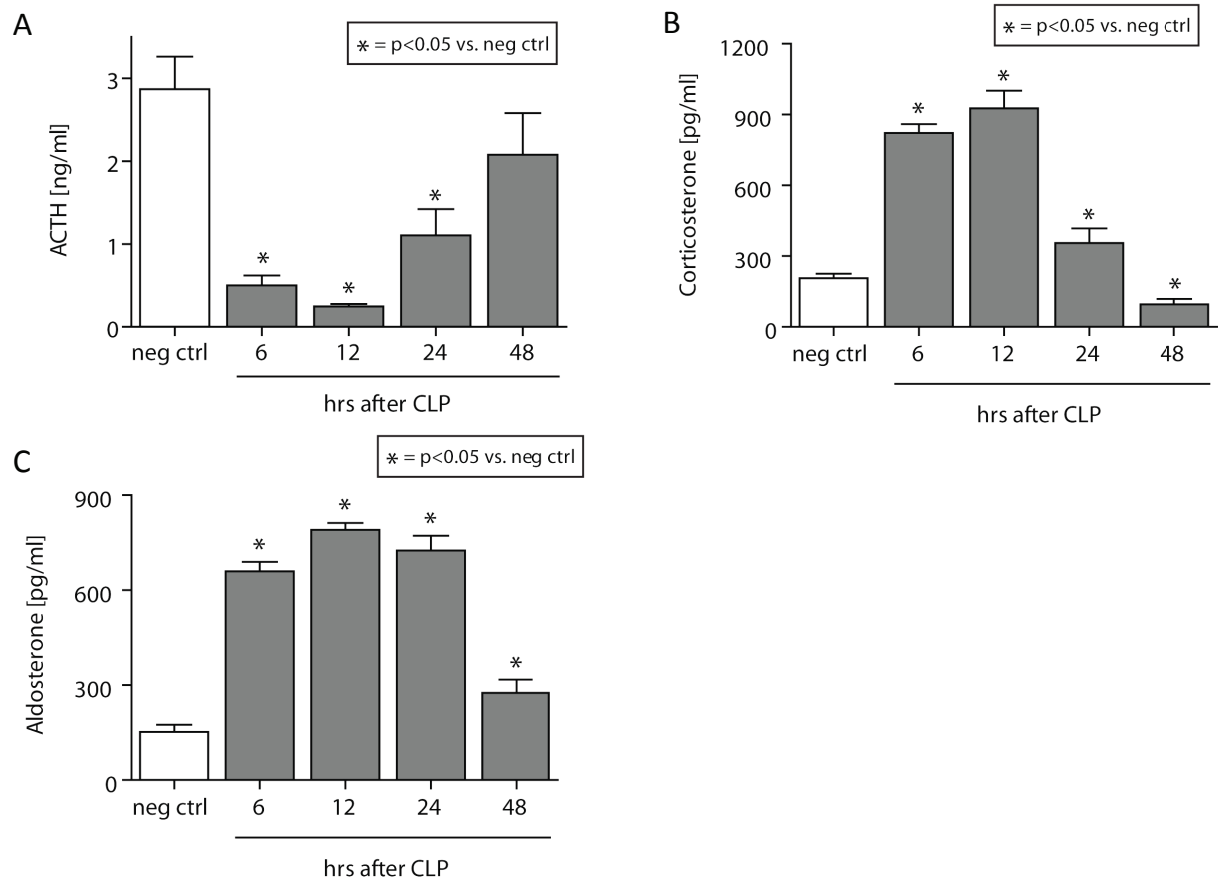 A
* = p<0.05 vs. neg ctrl
ACTH [ng/ml]
3
2
1
0
* * * *
neg ctrl 6 12 24 48
hrs after CLP
B
* = p<0.05 vs. neg ctrl
Corticosterone [pg/ml]
1200
900
600
300
0
* * * *
neg ctrl 6 12 24 48
hrs after CLP
C
* = p<0.05 vs. neg ctrl
Aldosterone [pg/ml]
900
600
300
0
* * * *
neg ctrl 6 12 24 48
hrs after CLP